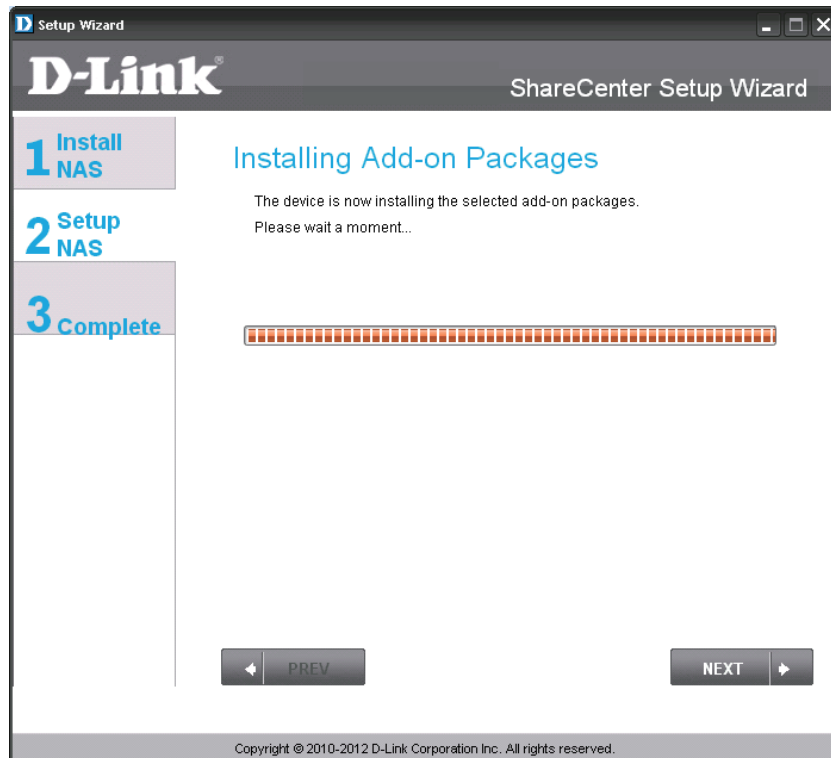 Setup Wizard
D-Link®
ShareCenter Setup Wizard
1 Install
NAS
2 Setup
NAS
3 Complete
Installing Add-on Packages
The device is now installing the selected add-on packages.
Please wait a moment...
PREV
NEXT
Copyright © 2010-2012 D-Link Corporation Inc. All rights reserved.